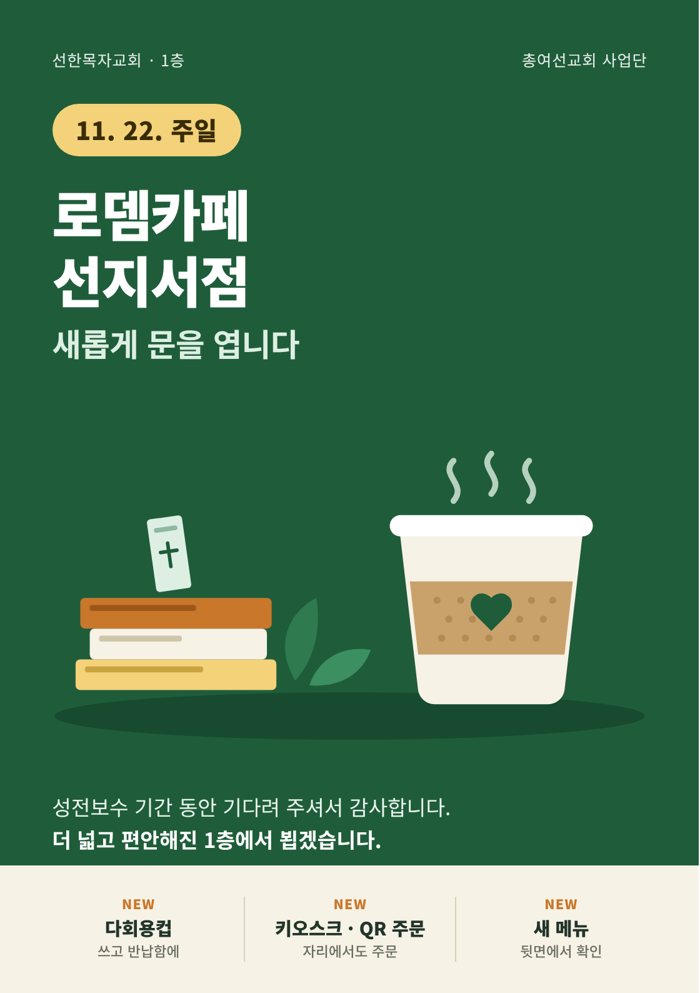 선한목자교회 · 1층
총여선교회 사업단
11. 22. 주일
로뎀카페
선지서점
새롭게 문을 엽니다
성전보수 기간 동안 기다려 주셔서 감사합니다.
더 넓고 편안해진 1층에서 뵙겠습니다.
NEW
다회용컵
쓰고 반납함에
NEW
키오스크 · QR 주문
자리에서도 주문
NEW
새 메뉴
뒷면에서 확인